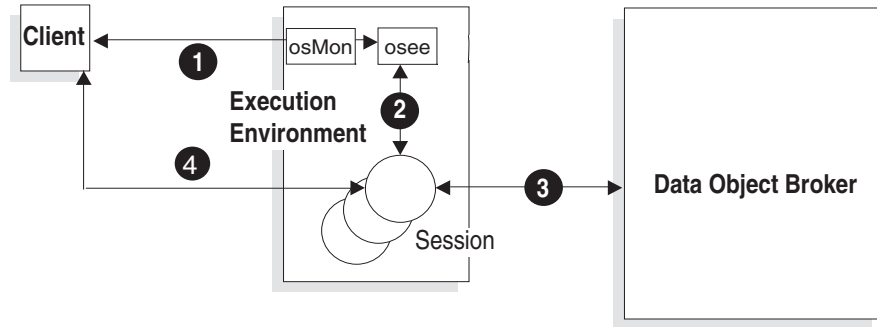 Client
1
osMon
osee
Execution
Environment
2
4
3
Data Object Broker
Session